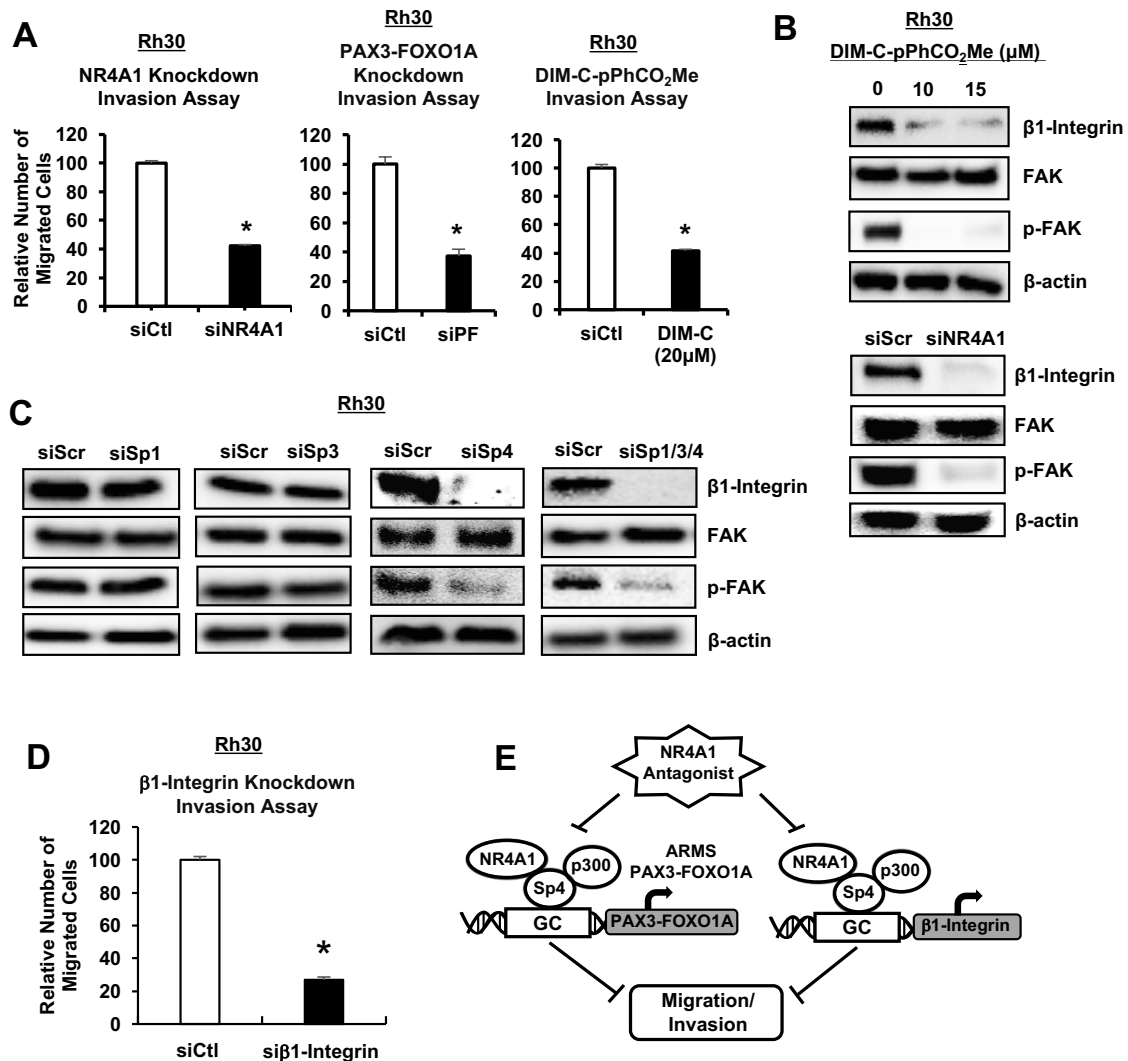 A
Rh30
NR4A1 Knockdown
Invasion Assay
Relative Number of
Migrated Cells
120
100
80
60
40
20
0
*
siCtl
siNR4A1
Rh30
PAX3-FOXO1A
Knockdown
Invasion Assay
120
100
80
60
40
20
0
*
siCtl
siPF
Rh30
DIM-C-pPhCO2Me
Invasion Assay
120
100
80
60
40
20
0
*
siCtl
DIM-C
(20µM)
B
Rh30
DIM-C-pPhCO2Me (µM)
0 10 15
β1-Integrin
FAK
p-FAK
β-actin
siScr siNR4A1
β1-Integrin
FAK
p-FAK
β-actin
C
Rh30
siScr siSp1
siScr siSp3
siScr siSp4
siScr siSp1/3/4
β1-Integrin
FAK
p-FAK
β-actin
D
Rh30
β1-Integrin Knockdown
Invasion Assay
Relative Number of
Migrated Cells
120
100
80
60
40
20
0
*
siCtl
siβ1-Integrin
E
NR4A1
Antagonist
NR4A1
p300
Sp4
GC
PAX3-FOXO1A
ARMS
PAX3-FOXO1A
NR4A1
p300
Sp4
GC
β1-Integrin
Migration/
Invasion